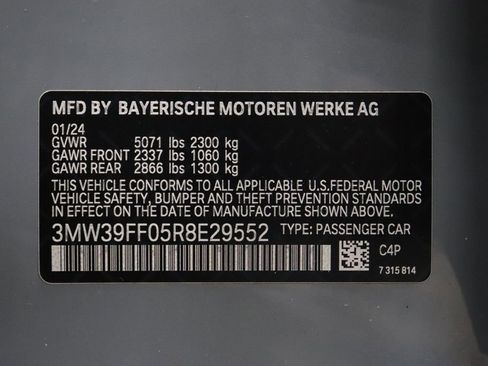 MFD BY BAYERISCHE MOTOREN WERKE AG
01/24
GVWR 5071 lbs 2300 kg
GAWR FRONT 2337 lbs 1060 kg
GAWR REAR 2866 lbs 1300 kg
THIS VEHICLE CONFORMS TO ALL APPLICABLE U.S.FEDERAL MOTOR
VEHICLE SAFETY, BUMPER AND THEFT PREVENTION STANDARDS
IN EFFECT ON THE DATE OF MANUFACTURE SHOWN ABOVE.
3MW39FF05R8E29552 TYPE: PASSENGER CAR
C4P
7 315 814